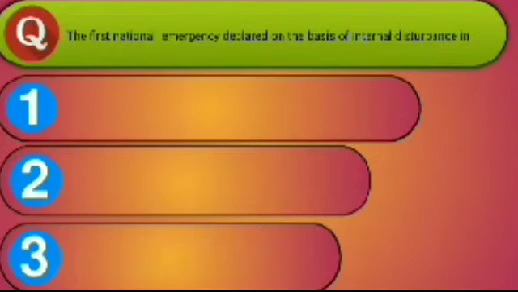 Q The first national emergency declared on the basis of internal disturbance in
1
2
3